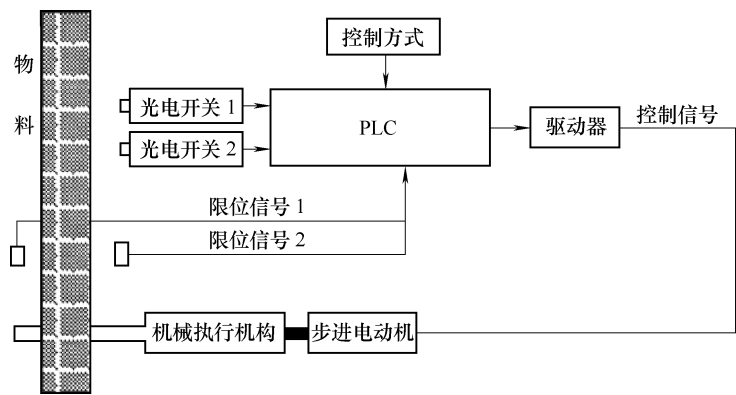 控制方式
物
料
光电开关 1
光电开关 2
PLC
驱动器
控制信号
限位信号 1
限位信号 2
机械执行机构
步进电动机